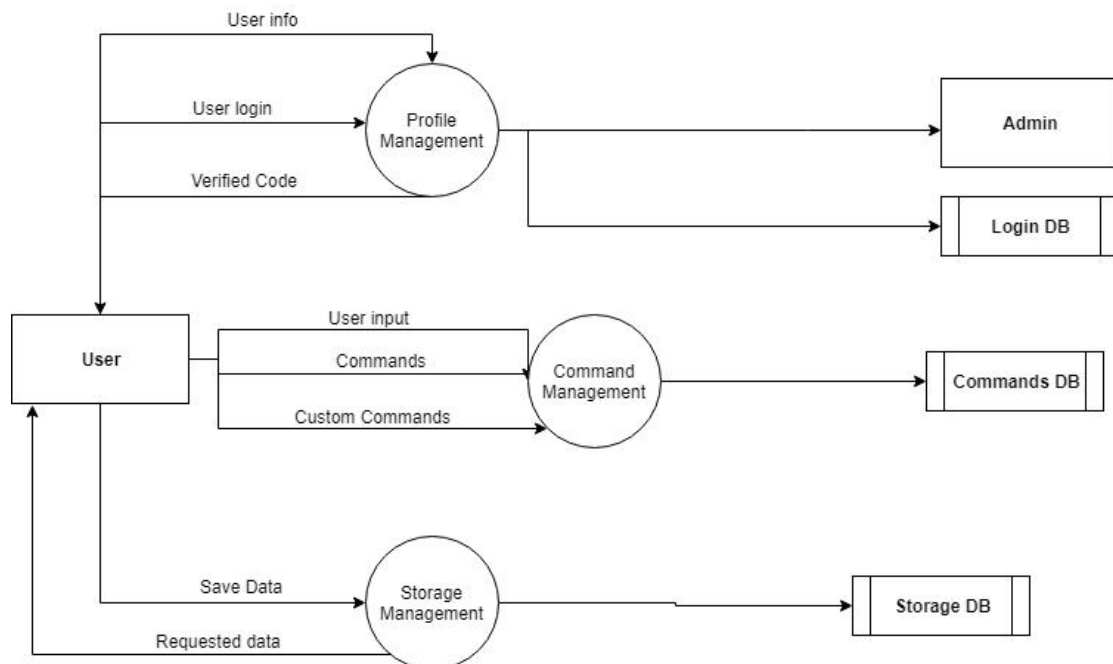 User info
User login
Profile
Management
Admin
Verified Code
Login DB
User input
User
Commands
Command
Management
Commands DB
Custom Commands
Save Data
Storage
Management
Storage DB
Requested data